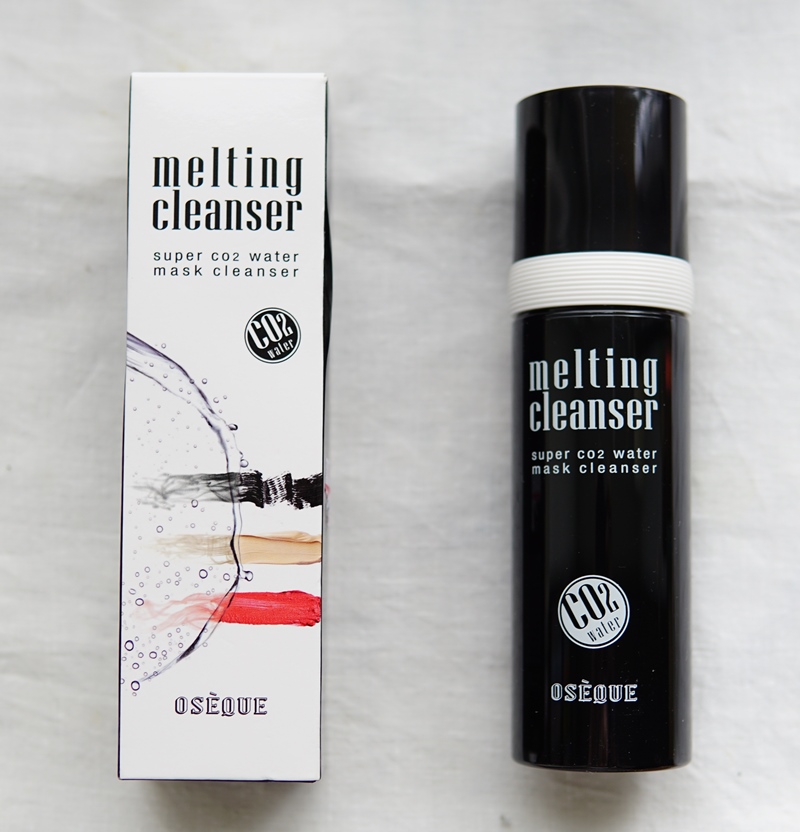 melting
cleanser
super co2 water
mask cleanser
CO2
water
OSÈQUE
melting
cleanser
super co2 water
mask cleanser
CO2
water
OSÈQUE